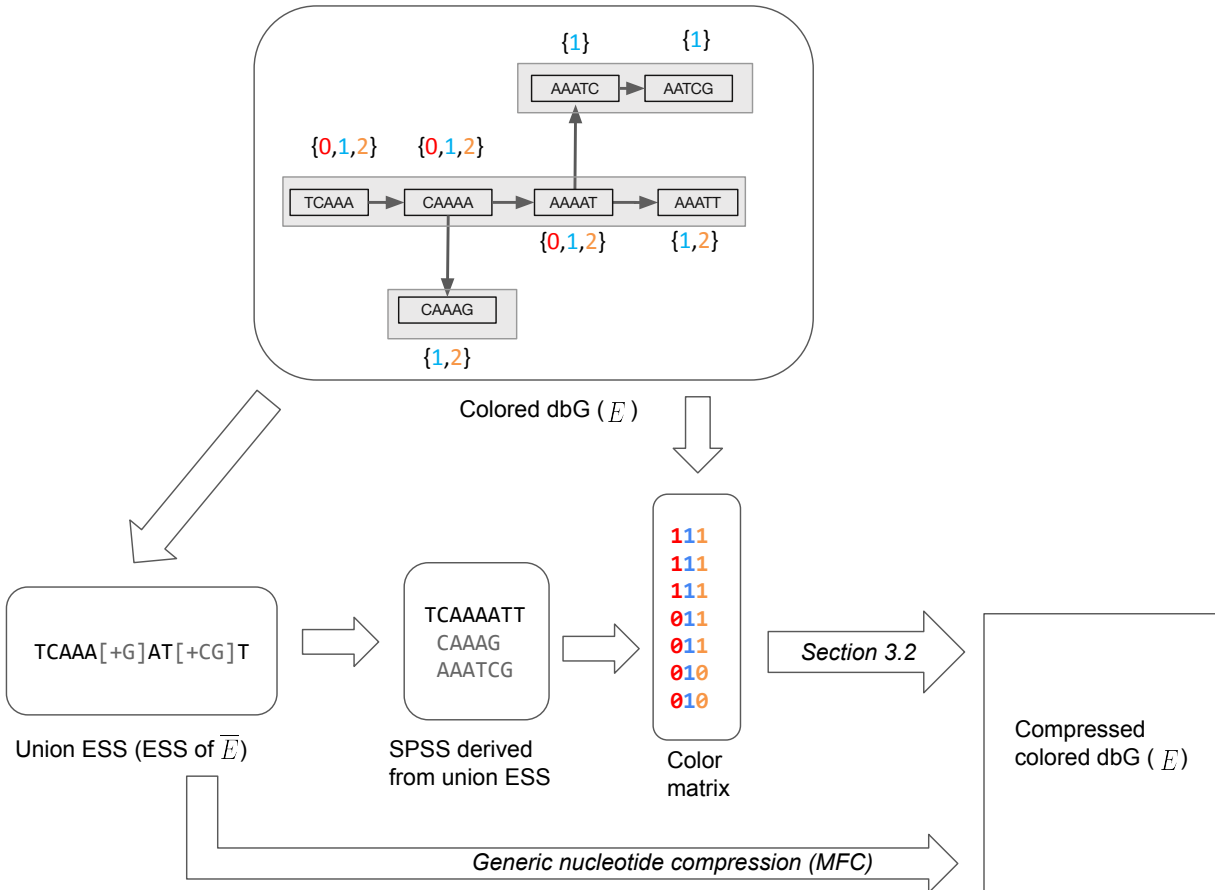 {1} {1}
AAATC AATCG
{0,1,2} {0,1,2}
TCAAA CAAAA AAAAT AAATT
{0,1,2} {1,2}
CAAAG
{1,2}
Colored dbG ( E )
111
111
111
011
011
010
010
TCAAAATT
CAAAG
AAATCG
TCAAA[+G]AT[+CG]T
Section 3.2
Union ESS (ESS of E̅)
SPSS derived
from union ESS
Color
matrix
Compressed
colored dbG ( E )
Generic nucleotide compression (MFC)